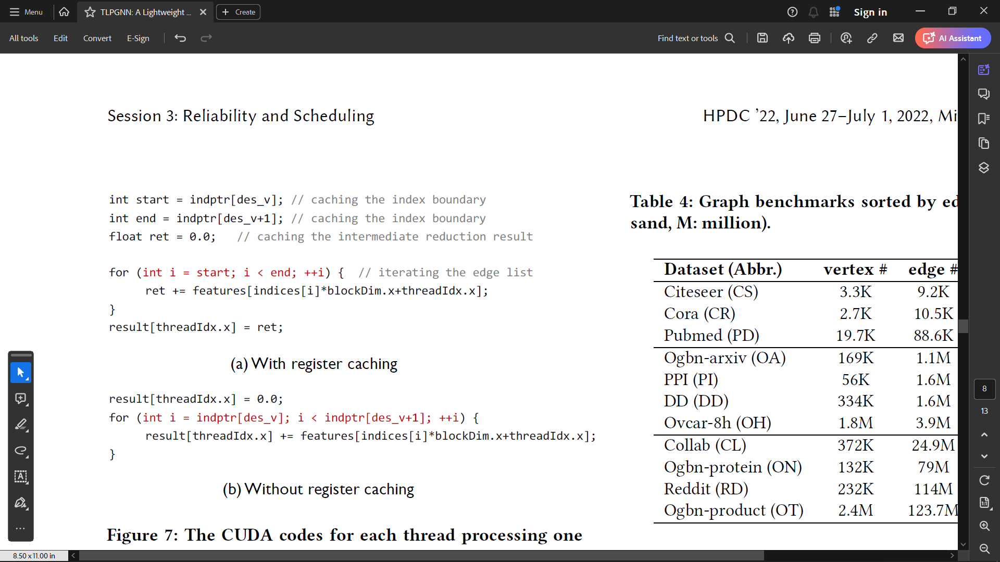 Menu
TLPGNN: A Lightweight ...
Create
Sign in
All tools
Edit
Convert
E-Sign
Find text or tools
AI Assistant
Session 3: Reliability and Scheduling
HPDC ’22, June 27–July 1, 2022, Mi
int start = indptr[des_v]; // caching the index boundary
int end = indptr[des_v+1]; // caching the index boundary
float ret = 0.0; // caching the intermediate reduction result
for (int i = start; i < end; ++i) { // iterating the edge list
ret += features[indices[i]*blockDim.x+threadIdx.x];
}
result[threadIdx.x] = ret;
(a) With register caching
result[threadIdx.x] = 0.0;
for (int i = indptr[des_v]; i < indptr[des_v+1]; ++i) {
result[threadIdx.x] += features[indices[i]*blockDim.x+threadIdx.x];
}
(b) Without register caching
Figure 7: The CUDA codes for each thread processing one
Table 4: Graph benchmarks sorted by ed
sand, M: million).
Dataset (Abbr.) vertex # edge #
Citeseer (CS) 3.3K 9.2K
Cora (CR) 2.7K 10.5K
Pubmed (PD) 19.7K 88.6K
Ogbn-arxiv (OA) 169K 1.1M
PPI (PI) 56K 1.6M
DD (DD) 334K 1.6M
Ovcar-8h (OH) 1.8M 3.9M
Collab (CL) 372K 24.9M
Ogbn-protein (ON) 132K 79M
Reddit (RD) 232K 114M
Ogbn-product (OT) 2.4M 123.7M
8
13
8.50 x 11.00 in